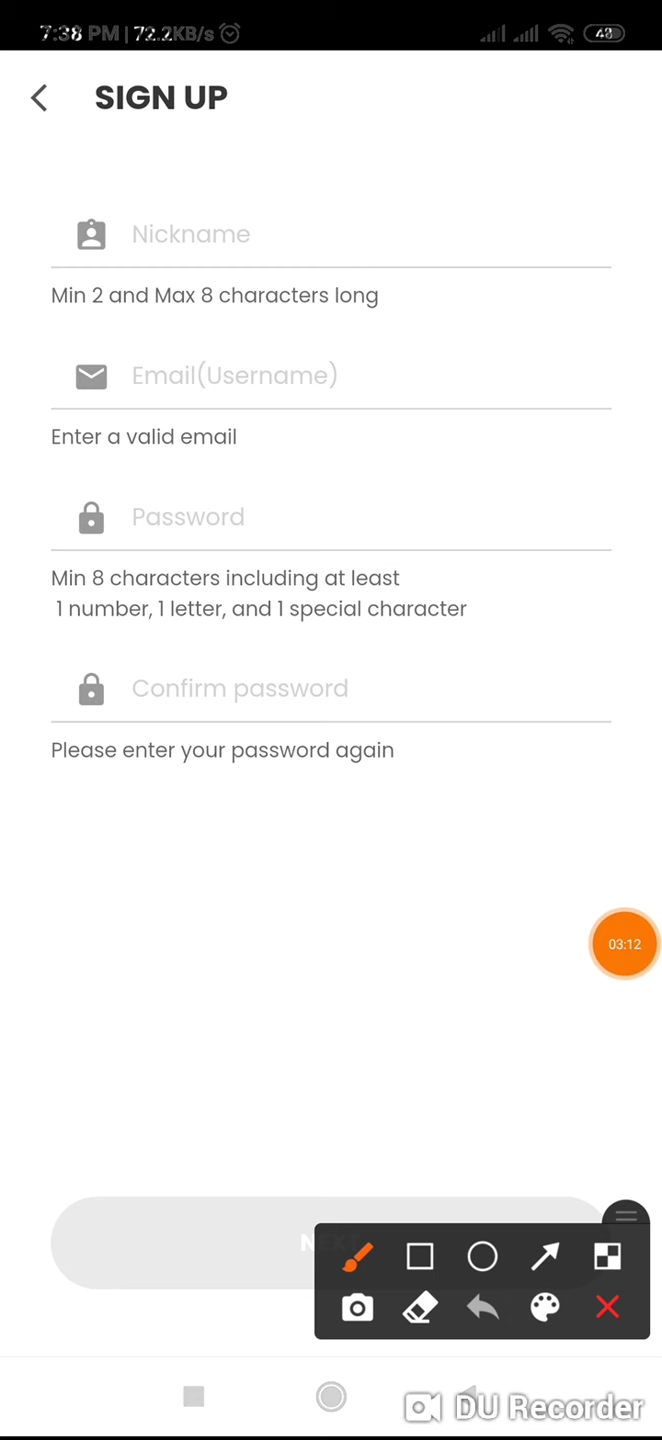 7:38 PM | 72.2KB/s
48
SIGN UP
Nickname
Min 2 and Max 8 characters long
Email(Username)
Enter a valid email
Password
Min 8 characters including at least
1 number, 1 letter, and 1 special character
Confirm password
Please enter your password again
03:12
DU Recorder